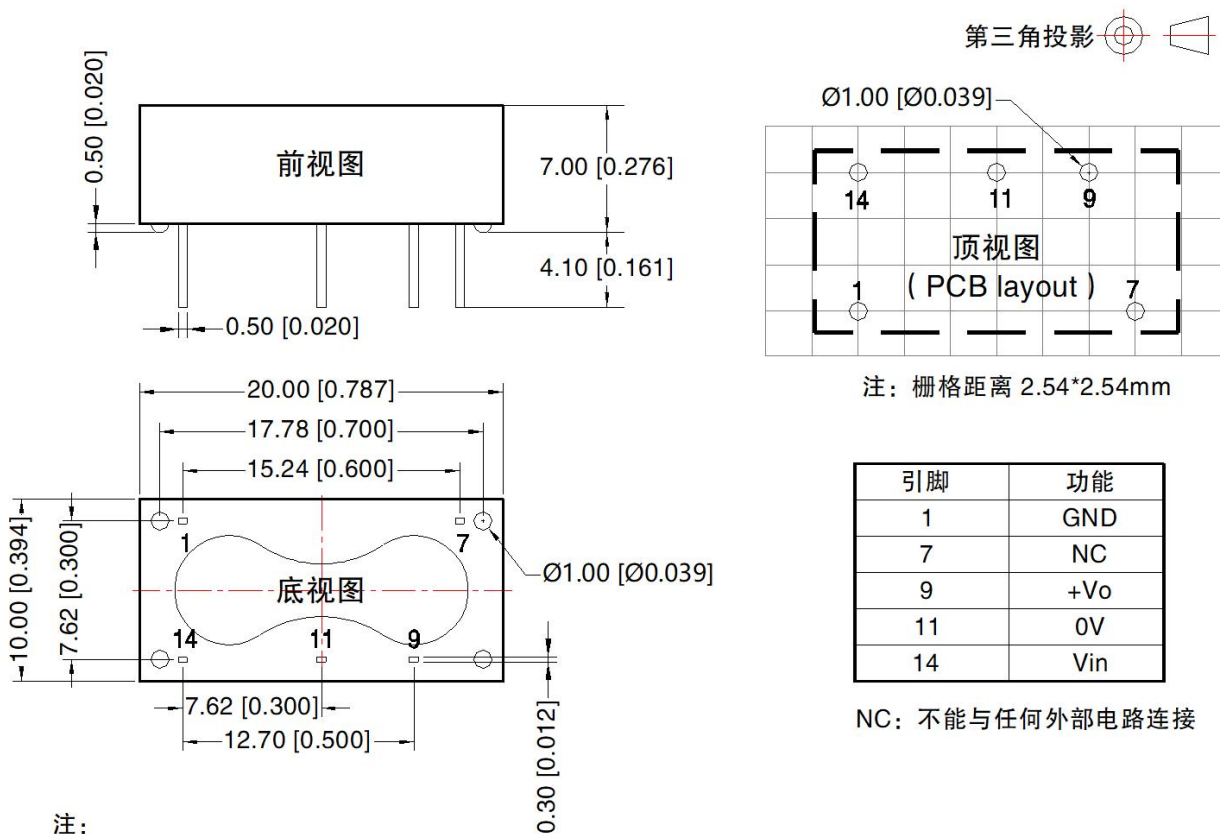 第三角投影
0.50 [0.020]
前视图
7.00 [0.276]
4.10 [0.161]
0.50 [0.020]
Ø1.00 [Ø0.039]
14
11
9
顶视图
( PCB layout )
1
7
注: 栅格距离 2.54*2.54mm
20.00 [0.787]
17.78 [0.700]
15.24 [0.600]
10.00 [0.394]
7.62 [0.300]
1
7
底视图
Ø1.00 [Ø0.039]
14
11
9
7.62 [0.300]
12.70 [0.500]
0.30 [0.012]
引脚 功能
1 GND
7 NC
9 +Vo
11 0V
14 Vin
NC: 不能与任何外部电路连接
注: